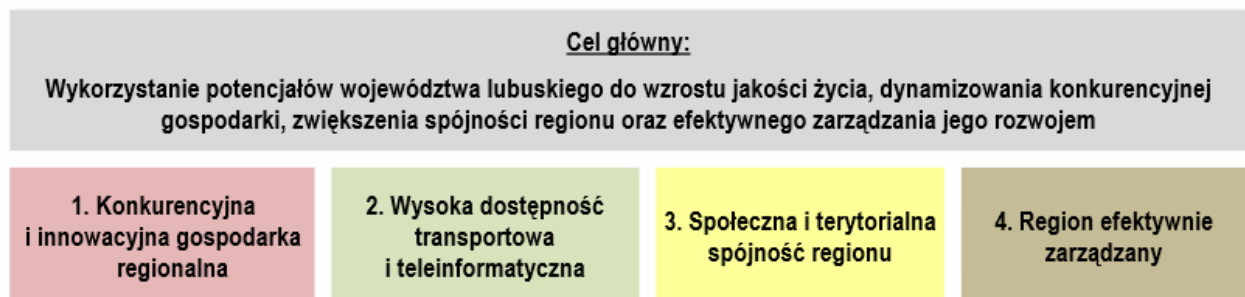 Cel główny:
Wykorzystanie potencjałów województwa lubuskiego do wzrostu jakości życia, dynamizowania konkurencyjnej
gospodarki, zwiększenia spójności regionu oraz efektywnego zarządzania jego rozwojem
1. Konkurencyjna
i innowacyjna gospodarka
regionalna
2. Wysoka dostępność
transportowa
i teleinformatyczna
3. Społeczna i terytorialna
spójność regionu
4. Region efektywnie
zarządzany